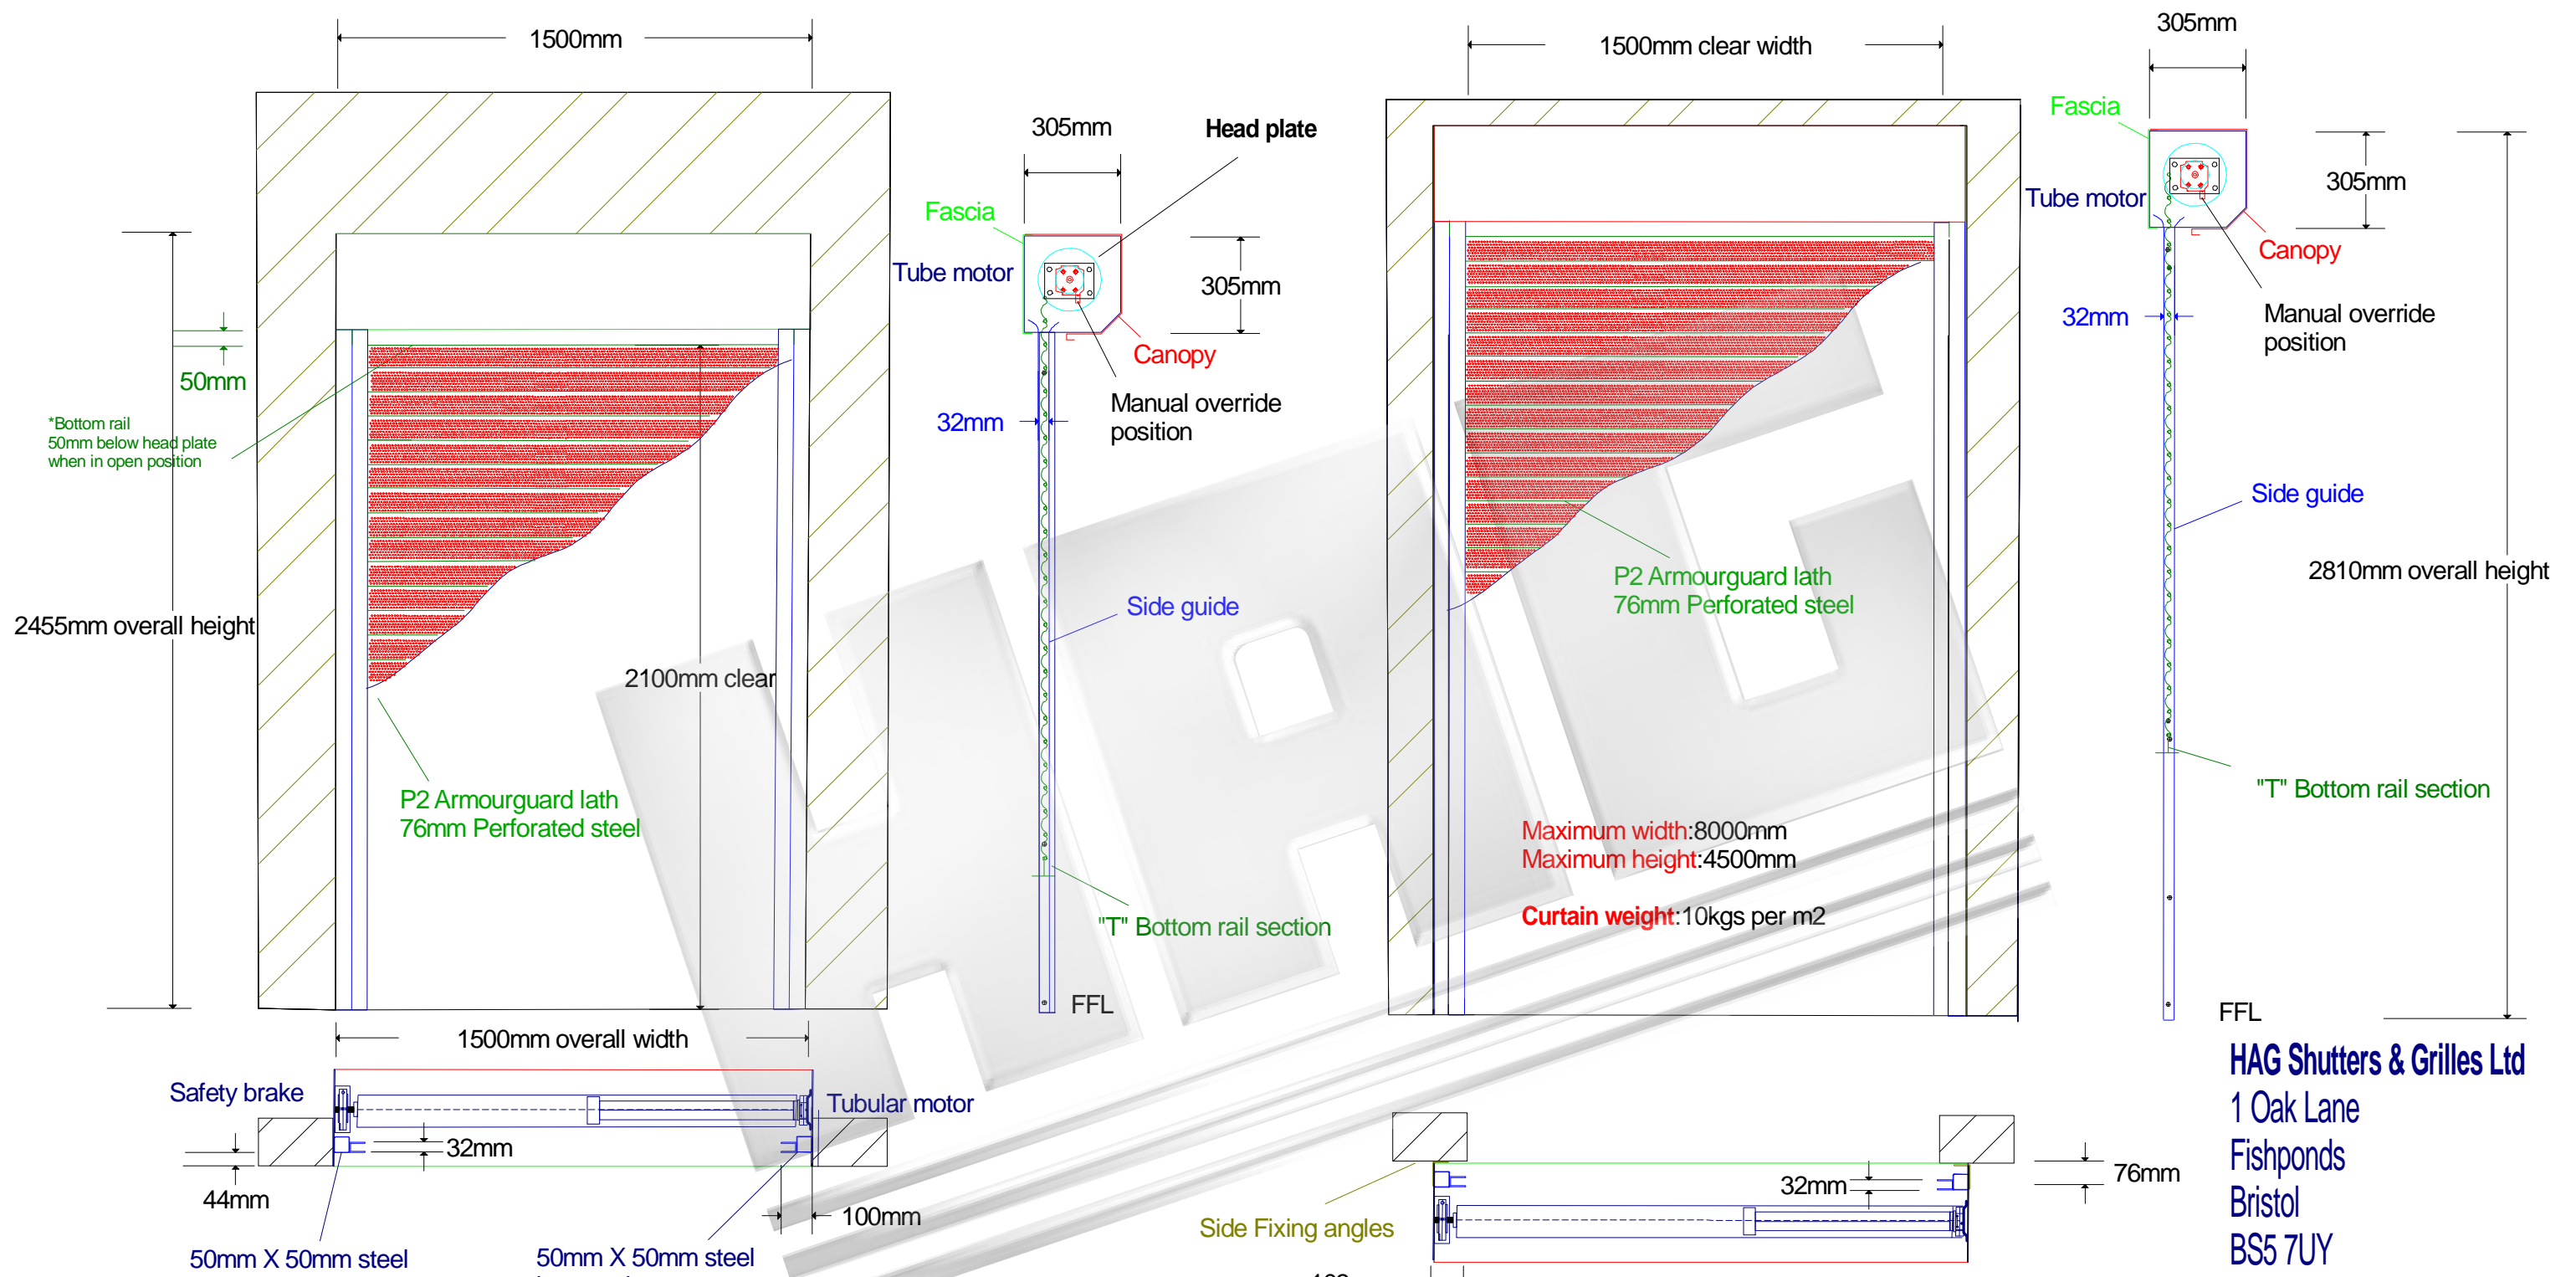 1500mm
1500mm clear width
305mm
305mm
Head plate
Fascia
Fascia
Tube motor
Tube motor
305mm
305mm
Canopy
Canopy
Manual override
position
Manual override
position
50mm
*Bottom rail
50mm below head plate
when in open position
32mm
32mm
Side guide
Side guide
2455mm overall height
2810mm overall height
2100mm clear
P2 Armourguard lath
76mm Perforated steel
P2 Armourguard lath
76mm Perforated steel
"T" Bottom rail section
"T" Bottom rail section
Maximum width:8000mm
Maximum height:4500mm
Curtain weight:10kgs per m2
FFL
FFL
1500mm overall width
Safety brake
Tubular motor
32mm
44mm
100mm
50mm X 50mm steel
50mm X 50mm steel
Side Fixing angles
32mm
76mm
HAG Shutters & Grilles Ltd
1 Oak Lane
Fishponds
Bristol
BS5 7UY
HAG